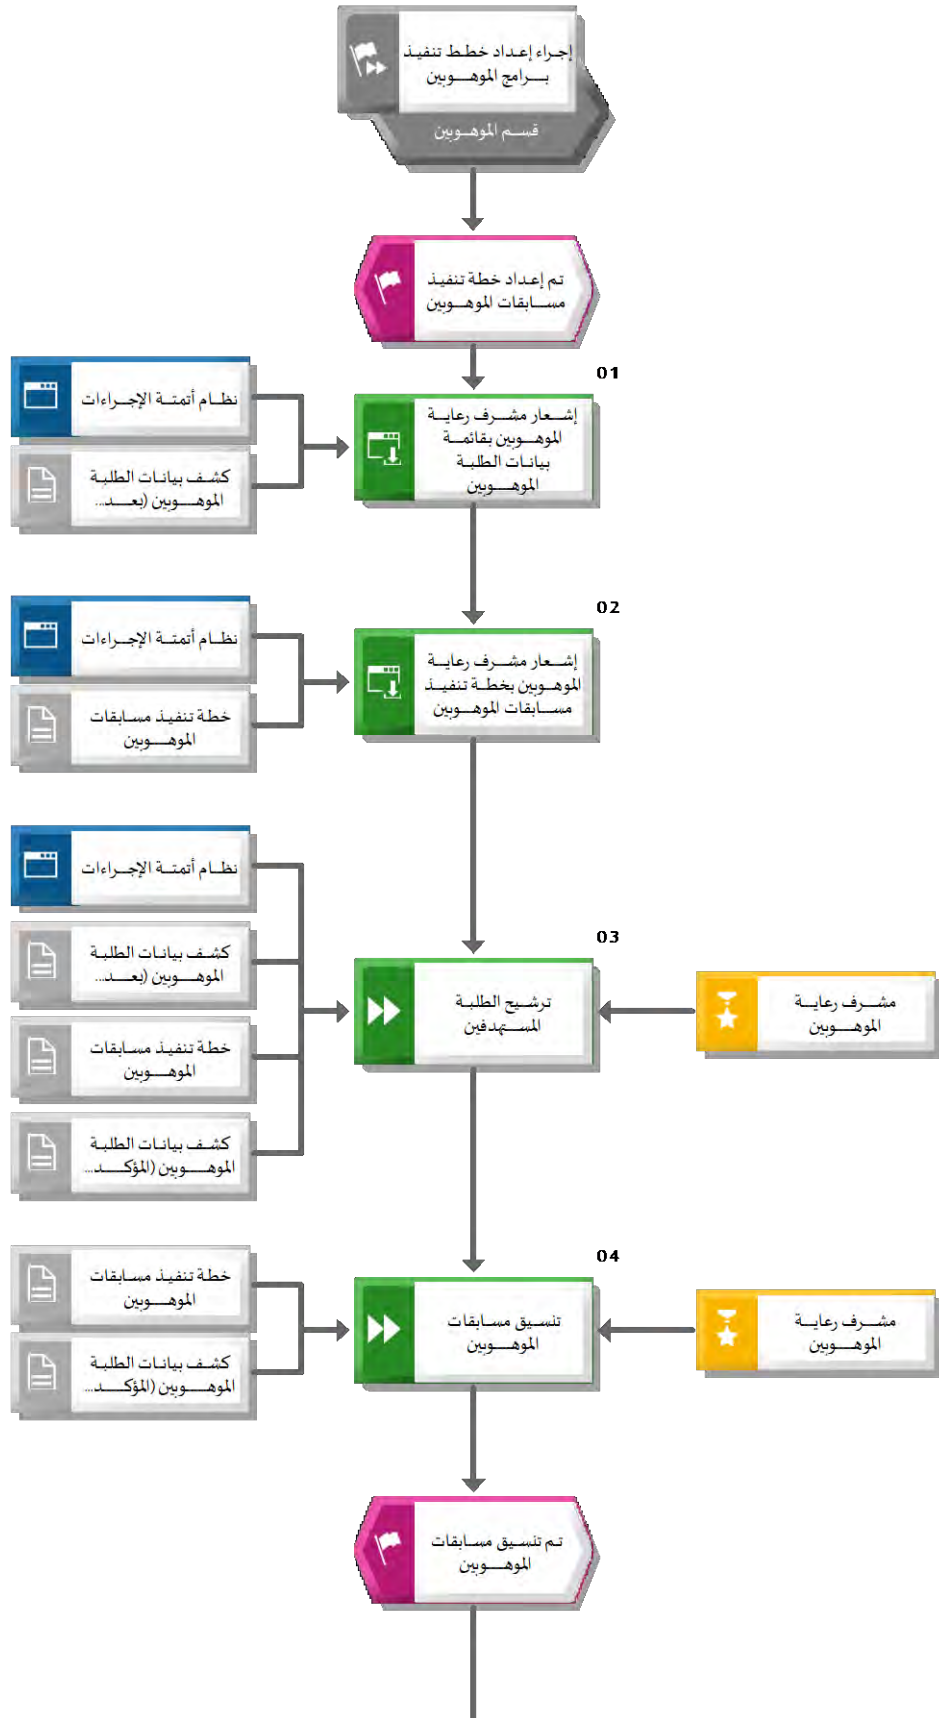 إجراء إعداد خطط تنفيذ
برامج الموهوبين
قسم الموهوبين
تم إعداد خطة تنفيذ
مسابقات الموهوبين
01
نظام أتمتة الإجراءات
كشف بيانات الطلبة
الموهوبين (بعد...
إشعار مشرف رعاية
الموهوبين بقائمة
بيانات الطلبة
الموهوبين
02
نظام أتمتة الإجراءات
خطة تنفيذ مسابقات
الموهوبين
إشعار مشرف رعاية
الموهوبين بخطة تنفيذ
مسابقات الموهوبين
03
نظام أتمتة الإجراءات
كشف بيانات الطلبة
الموهوبين (بعد...
خطة تنفيذ مسابقات
الموهوبين
كشف بيانات الطلبة
الموهوبين (المؤكد...
ترشيح الطلبة
المستهدفين
مشرف رعاية
الموهوبين
04
خطة تنفيذ مسابقات
الموهوبين
كشف بيانات الطلبة
الموهوبين (المؤكد...
تنسيق مسابقات
الموهوبين
مشرف رعاية
الموهوبين
تم تنسيق مسابقات
الموهوبين